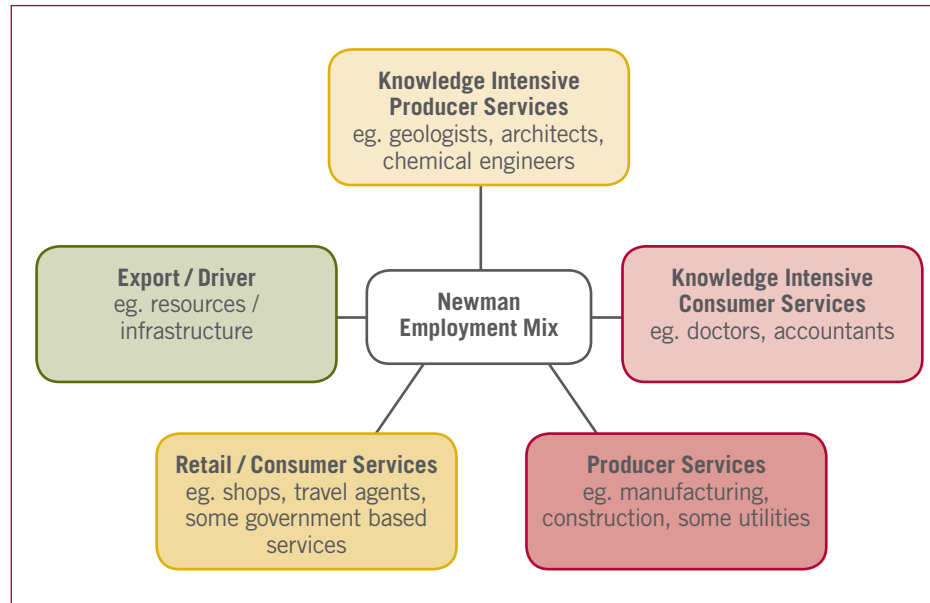 Knowledge Intensive
Producer Services
eg. geologists, architects,
chemical engineers
Export / Driver
eg. resources /
infrastructure
Newman
Employment Mix
Knowledge Intensive
Consumer Services
eg. doctors, accountants
Retail / Consumer Services
eg. shops, travel agents,
some government based
services
Producer Services
eg. manufacturing,
construction, some utilities